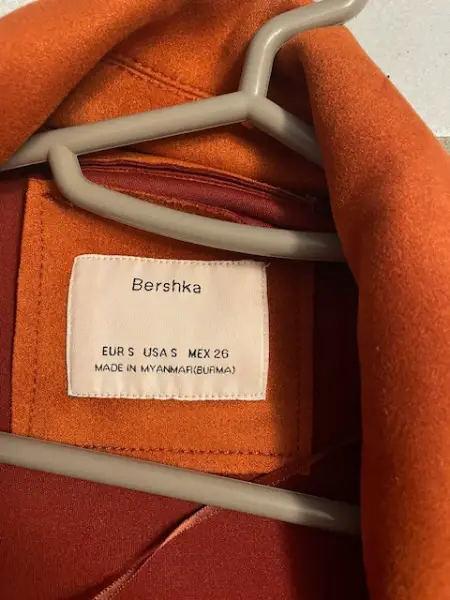 Bershka
EUR S USA S MEX 26
MADE IN MYANMAR(BURMA)